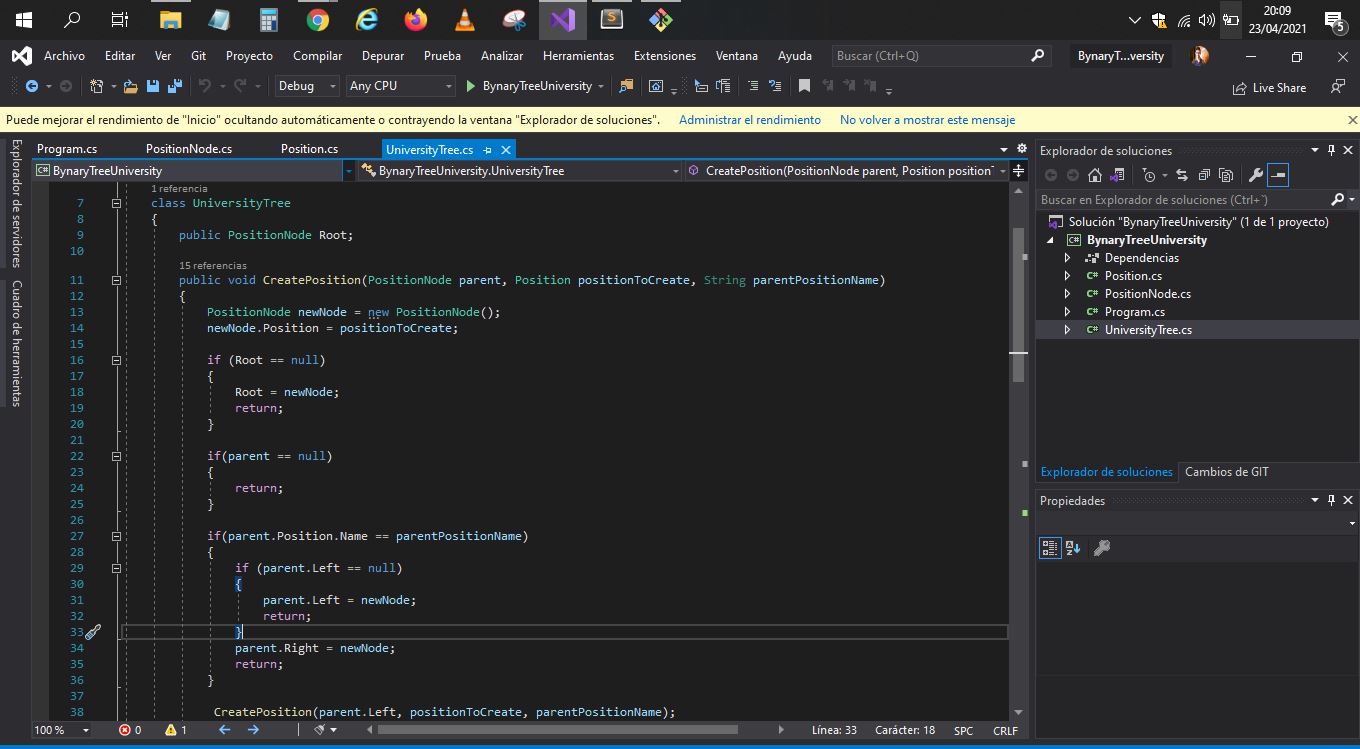 20:09
23/04/2021
5
Archivo Editar Ver Git Proyecto Compilar Depurar Prueba Analizar Herramientas Extensiones Ventana Ayuda Buscar (Ctrl+Q) BynaryT...versity
Debug Any CPU BynaryTreeUniversity Live Share
Puede mejorar el rendimiento de "Inicio" ocultando automáticamente o contrayendo la ventana "Explorador de soluciones". Administrar el rendimiento No volver a mostrar este mensaje
Explorador de servidores
Cuadro de herramientas
Program.cs PositionNode.cs Position.cs UniversityTree.cs
C# BynaryTreeUniversity BynaryTreeUniversity.UniversityTree CreatePosition(PositionNode parent, Position position
1 referencia
7 class UniversityTree
8 {
9 public PositionNode Root;
10
15 referencias
11 public void CreatePosition(PositionNode parent, Position positionToCreate, String parentPositionName)
12 {
13 PositionNode newNode = new PositionNode();
14 newNode.Position = positionToCreate;
15
16 if (Root == null)
17 {
18 Root = newNode;
19 return;
20 }
21
22 if(parent == null)
23 {
24 return;
25 }
26
27 if(parent.Position.Name == parentPositionName)
28 {
29 if (parent.Left == null)
30 {
31 parent.Left = newNode;
32 return;
33 }
34 parent.Right = newNode;
35 return;
36 }
37
38 CreatePosition(parent.Left, positionToCreate, parentPositionName);
100 % 0 1 Línea: 33 Carácter: 18 SPC CRLF
Explorador de soluciones
Buscar en Explorador de soluciones (Ctrl+`)
Solución "BynaryTreeUniversity" (1 de 1 proyecto)
C# BynaryTreeUniversity
Dependencias
C# Position.cs
C# PositionNode.cs
C# Program.cs
C# UniversityTree.cs
Explorador de soluciones Cambios de GIT
Propiedades